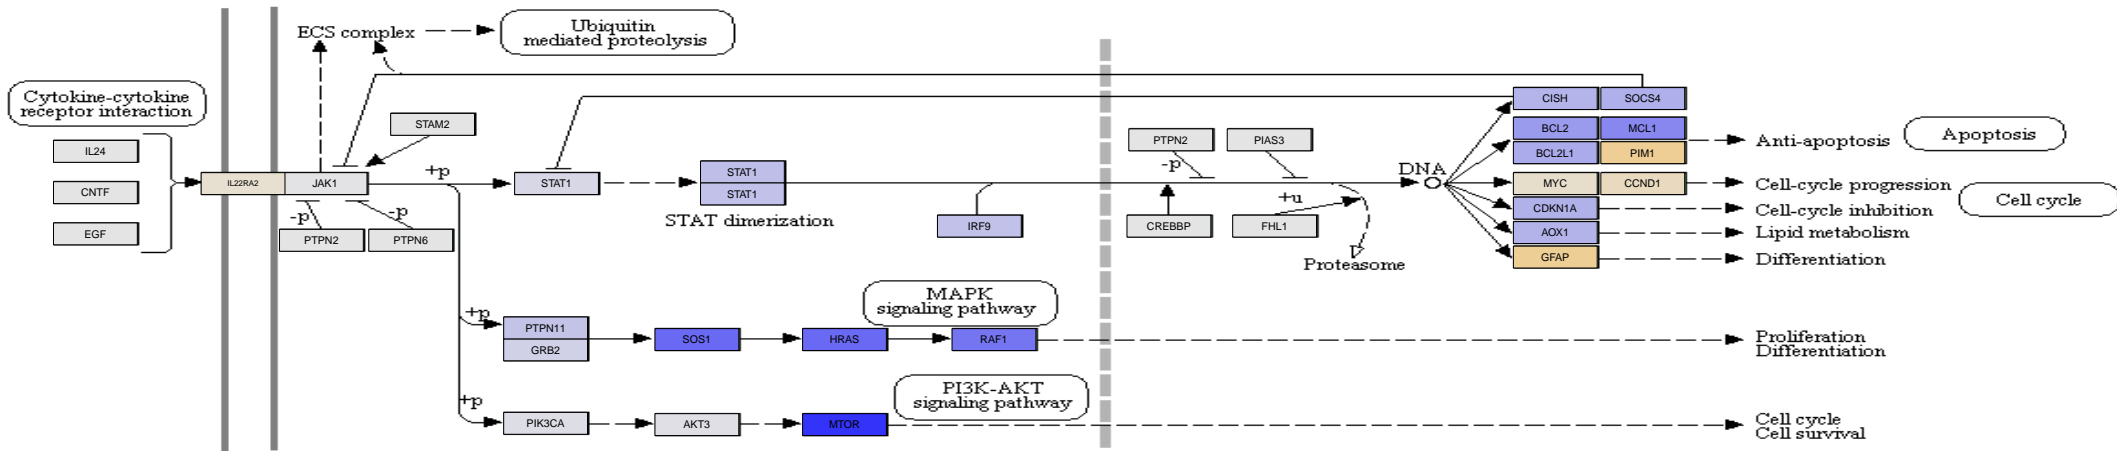 ECS complex
Ubiquitin
mediated proteolysis
Cytokine-cytokine
receptor interaction
IL24
CNTF
EGF
IL22RA2
JAK1
STAM2
+p
-p
-p
PTPN2
PTPN6
STAT1
STAT1
STAT1
STAT dimerization
IRF9
PTPN2
-p
PIAS3
CREBBP
+u
FHL1
Proteasome
DNA
CISH
SOCS4
BCL2
MCL1
BCL2L1
PIM1
MYC
CCND1
CDKN1A
AOX1
GFAP
Anti-apoptosis
Apoptosis
Cell-cycle progression
Cell-cycle inhibition
Cell cycle
Lipid metabolism
Differentiation
MAPK
signaling pathway
+p
PTPN11
GRB2
SOS1
HRAS
RAF1
Proliferation
Differentiation
PI3K-AKT
signaling pathway
+p
PIK3CA
AKT3
MTOR
Cell cycle
Cell survival